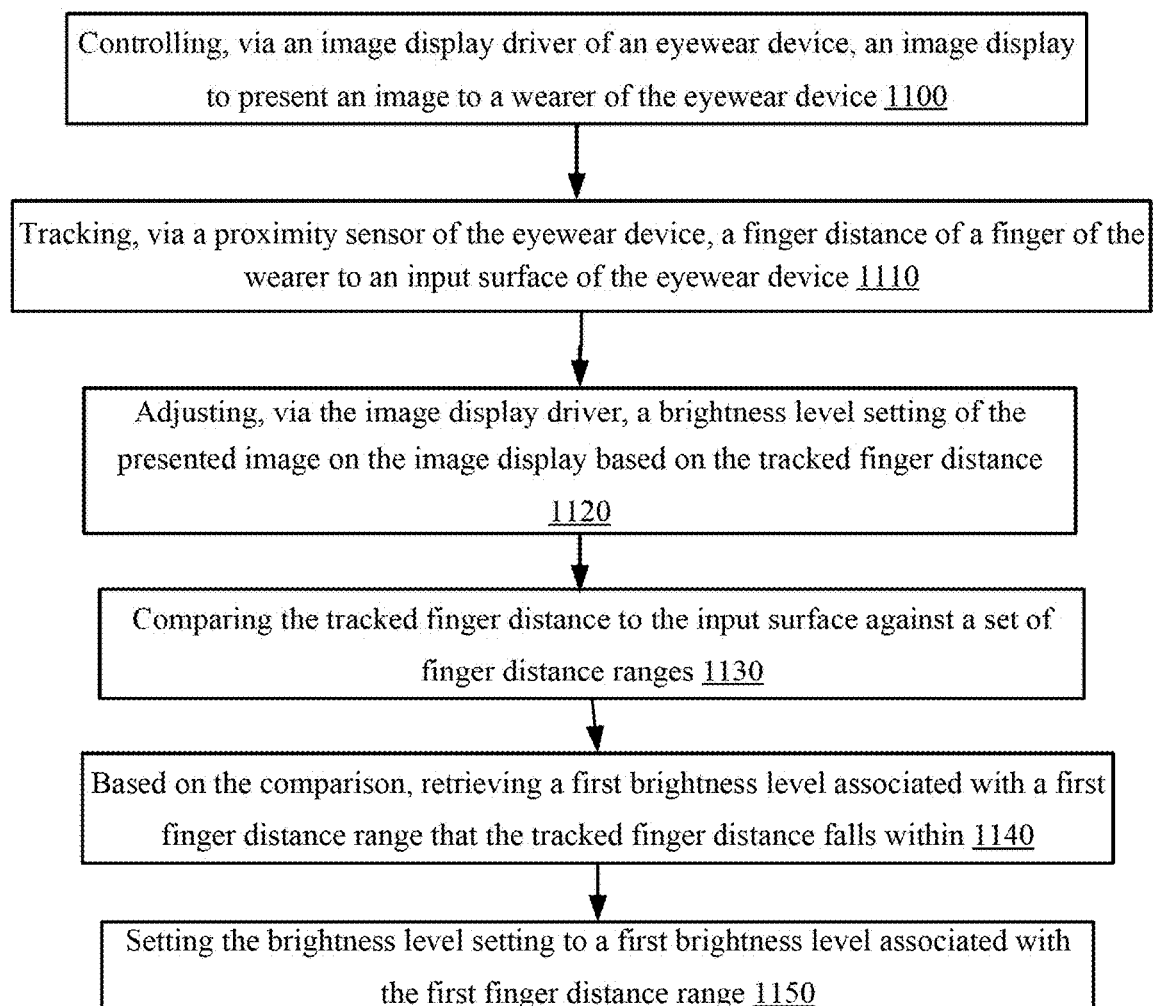 Controlling, via an image display driver of an eyewear device, an image display
to present an image to a wearer of the eyewear device 1100
Tracking, via a proximity sensor of the eyewear device, a finger distance of a finger of the
wearer to an input surface of the eyewear device 1110
Adjusting, via the image display driver, a brightness level setting of the
presented image on the image display based on the tracked finger distance
1120
Comparing the tracked finger distance to the input surface against a set of
finger distance ranges 1130
Based on the comparison, retrieving a first brightness level associated with a first
finger distance range that the tracked finger distance falls within 1140
Setting the brightness level setting to a first brightness level associated with
the first finger distance range 1150